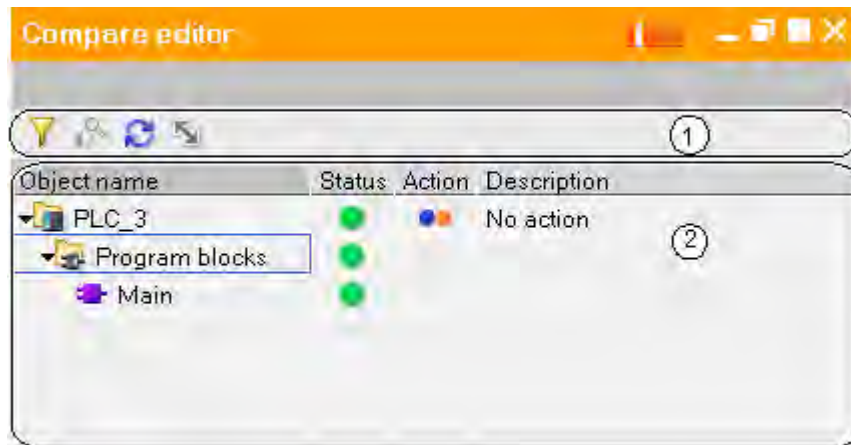 Compare editor
1
Object name Status Action Description
PLC_3 No action
2
Program blocks
Main